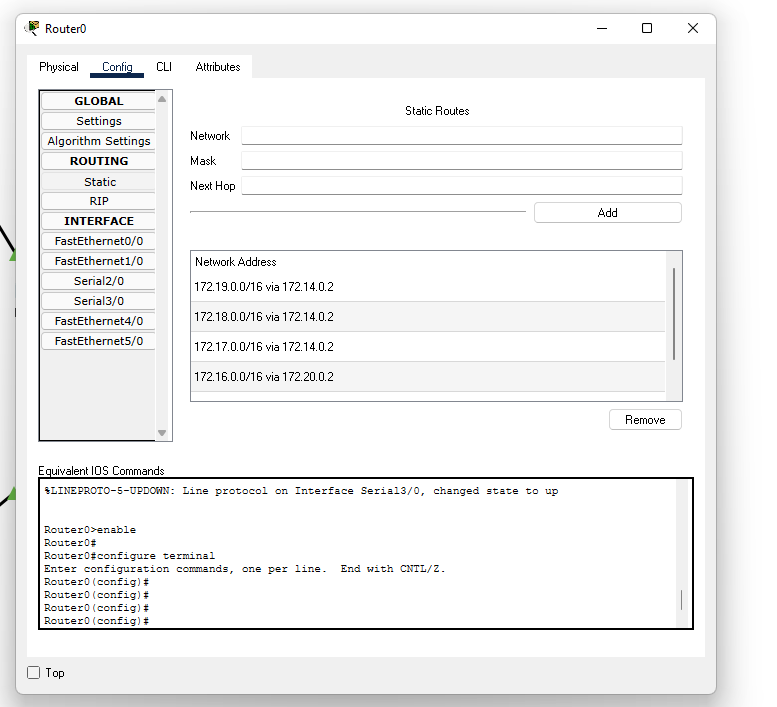 Router0
Physical Config CLI Attributes
GLOBAL
Settings
Algorithm Settings
ROUTING
Static
RIP
INTERFACE
FastEthernet0/0
FastEthernet1/0
Serial2/0
Serial3/0
FastEthernet4/0
FastEthernet5/0
Static Routes
Network
Mask
Next Hop
Add
Network Address
172.19.0.0/16 via 172.14.0.2
172.18.0.0/16 via 172.14.0.2
172.17.0.0/16 via 172.14.0.2
172.16.0.0/16 via 172.20.0.2
Remove
Equivalent IOS Commands
%LINEPROTO-5-UPDOWN: Line protocol on Interface Serial3/0, changed state to up
Router0>enable
Router0#
Router0#configure terminal
Enter configuration commands, one per line.  End with CNTL/Z.
Router0(config)#
Router0(config)#
Router0(config)#
Router0(config)#
Top